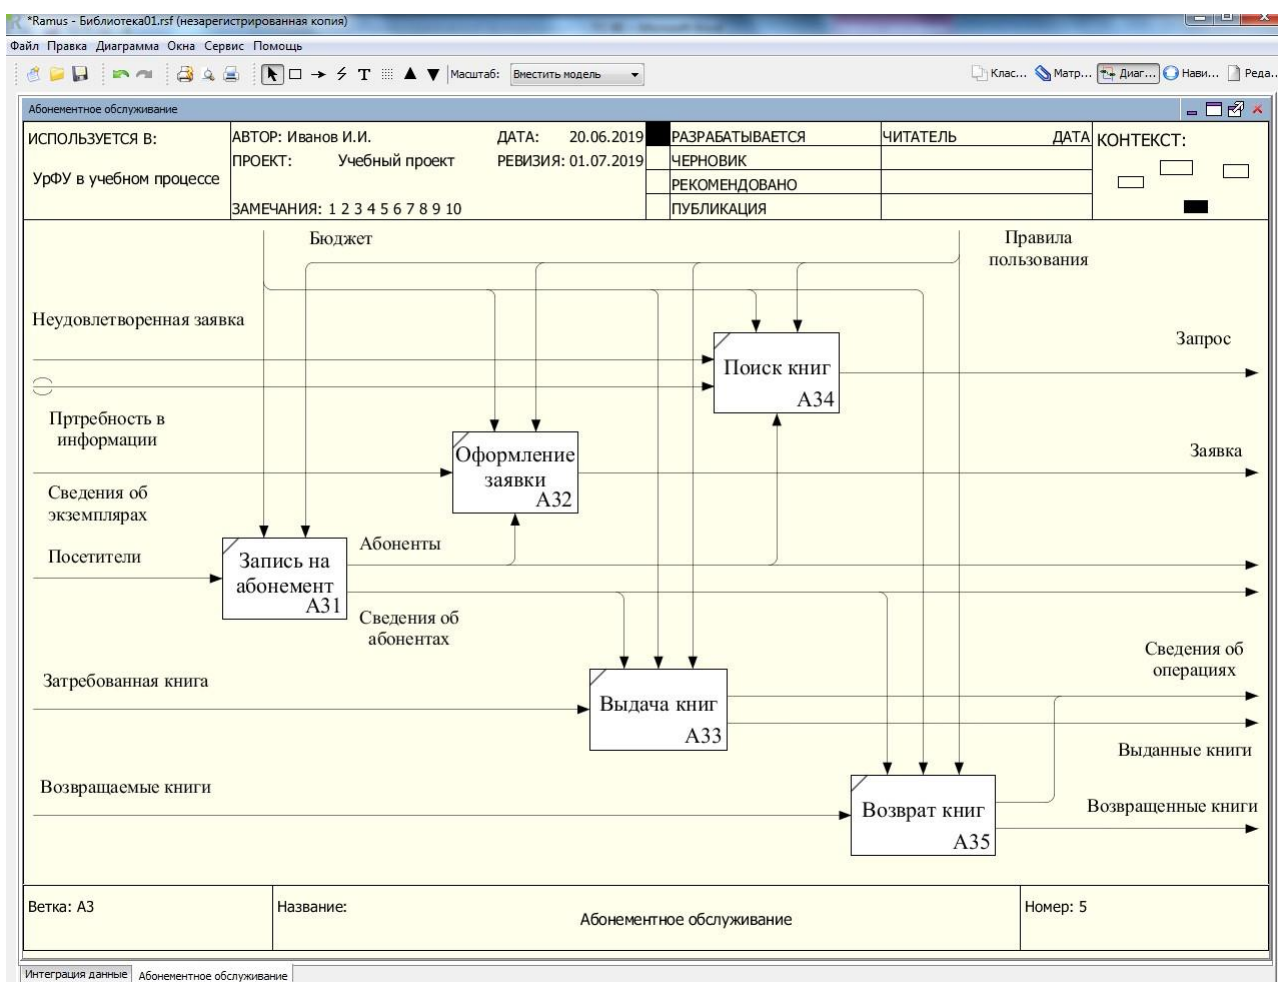 *Ramus - Библиотека01.rsf (незарегистрированная копия)
Файл Правка Диаграмма Окна Сервис Помощь
Масштаб: Вместить модель Клас... Матр... Диаг... Нави... Реда...
Абонементное обслуживание
ИСПОЛЬЗУЕТСЯ В:
УрФУ в учебном процессе
АВТОР: Иванов И.И. ДАТА: 20.06.2019
ПРОЕКТ: Учебный проект РЕВИЗИЯ: 01.07.2019
ЗАМЕЧАНИЯ: 1 2 3 4 5 6 7 8 9 10
РАЗРАБАТЫВАЕТСЯ
ЧЕРНОВИК
РЕКОМЕНДОВАНО
ПУБЛИКАЦИЯ
ЧИТАТЕЛЬ ДАТА
КОНТЕКСТ:
Бюджет
Правила
пользования
Неудовлетворенная заявка
Запрос
Поиск книг
A34
Пртребность в
информации
Оформление
заявки
A32
Заявка
Сведения об
экземплярах
Посетители
Запись на
абонемент
A31
Абоненты
Сведения об
абонентах
Сведения об
операциях
Затребованная книга
Выдача книг
A33
Выданные книги
Возвращаемые книги
Возврат книг
A35
Возвращенные книги
Ветка: A3
Название:
Абонементное обслуживание
Номер: 5
Интеграция данные Абонементное обслуживание